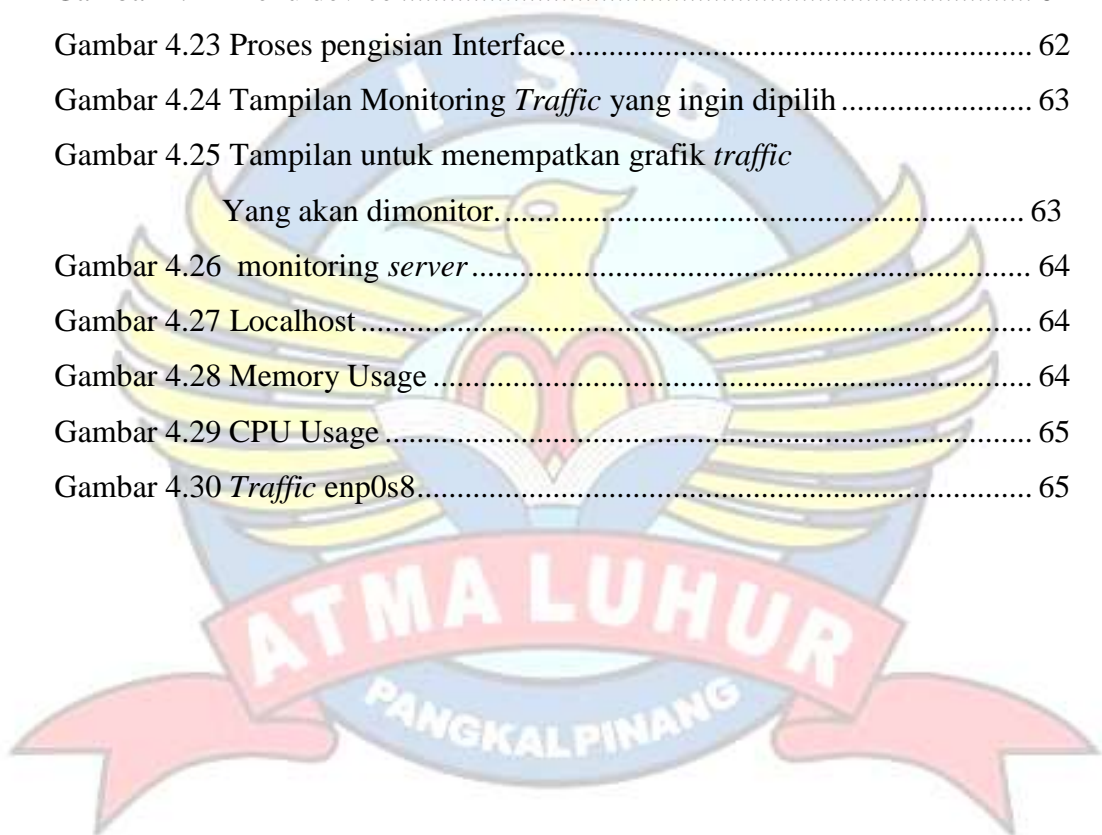 Gambar 4.23 Proses pengisian Interface.................................................... 62
Gambar 4.24 Tampilan Monitoring Traffic yang ingin dipilih...................... 63
Gambar 4.25 Tampilan untuk menempatkan grafik traffic
Yang akan dimonitor........................................................... 63
Gambar 4.26 monitoring server............................................................... 64
Gambar 4.27 Localhost........................................................................... 64
Gambar 4.28 Memory Usage................................................................... 64
Gambar 4.29 CPU Usage........................................................................ 65
Gambar 4.30 Traffic enp0s8..................................................................... 65
I S B
ATMA LUHUR
PANGKALPINANG